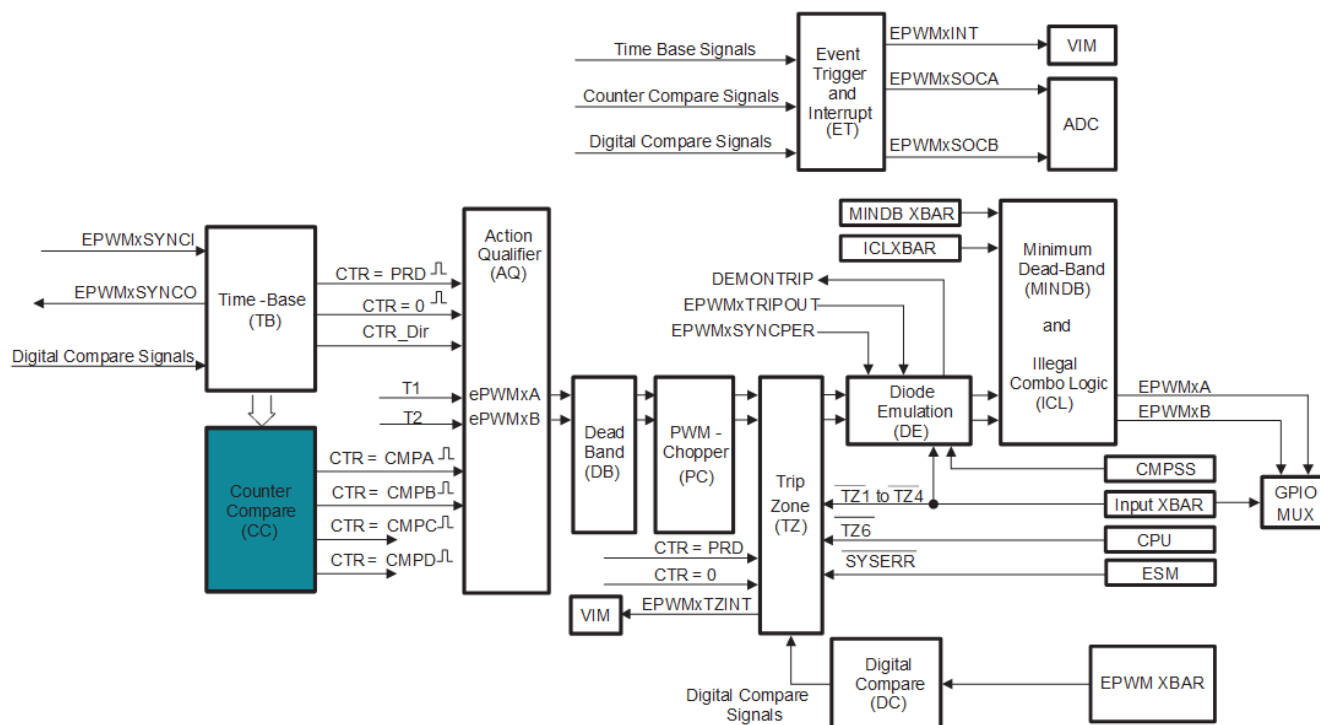 Time Base Signals
Counter Compare Signals
Digital Compare Signals
Event
Trigger
and
Interrupt
(ET)
EPWMxINT
EPWMxSOCA
EPWMxSOCB
VIM
ADC
EPWMxSYNCI
EPWMxSYNCO
Digital Compare Signals
Time -Base
(TB)
CTR = PRD
CTR = 0
CTR_Dir
T1
T2
Action
Qualifier
(AQ)
ePWMxA
ePWMxB
Counter
Compare
(CC)
CTR = CMPA
CTR = CMPB
CTR = CMPC
CTR = CMPD
Dead
Band
(DB)
PWM -
Chopper
(PC)
CTR = PRD
CTR = 0
VIM
EPWMxTZINT
Trip
Zone
(TZ)
DEMONTRIP
EPWMxTRIPOUT
EPWMxSYNCPER
Diode
Emulation
(DE)
MINDB XBAR
ICLXBAR
Minimum
Dead-Band
(MINDB)
and
Illegal
Combo Logic
(ICL)
EPWMxA
EPWMxB
TZ1 to TZ4
TZ6
SYSERR
CMPSS
Input XBAR
CPU
ESM
GPIO
MUX
Digital Compare
Signals
Digital
Compare
(DC)
EPWM XBAR